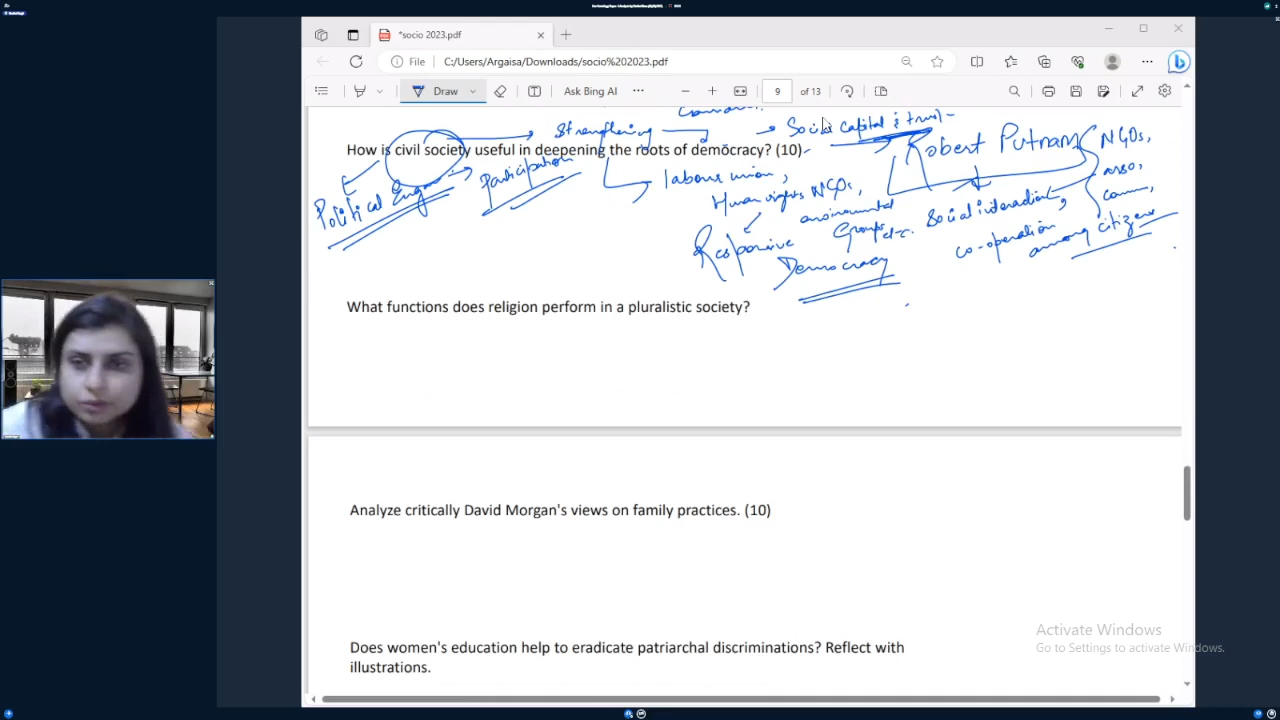 *socio 2023.pdf
File
C:/Users/Argaisa/Downloads/socio%202023.pdf
Draw
Ask Bing AI
9 of 13
Social capital & trust
Strengthening
Robert Putnam
NGOs,
How is civil society useful in deepening the roots of democracy? (10)
asso,
Participation
labour union,
comm,
Political Eng
Human rights NGOs,
Social interaction,
environmental
Groups etc.
co-operation
among citizens
Responsive
Democracy
What functions does religion perform in a pluralistic society?
Analyze critically David Morgan's views on family practices. (10)
Does women's education help to eradicate patriarchal discriminations? Reflect with
illustrations.
Activate Windows
Go to Settings to activate Windows.